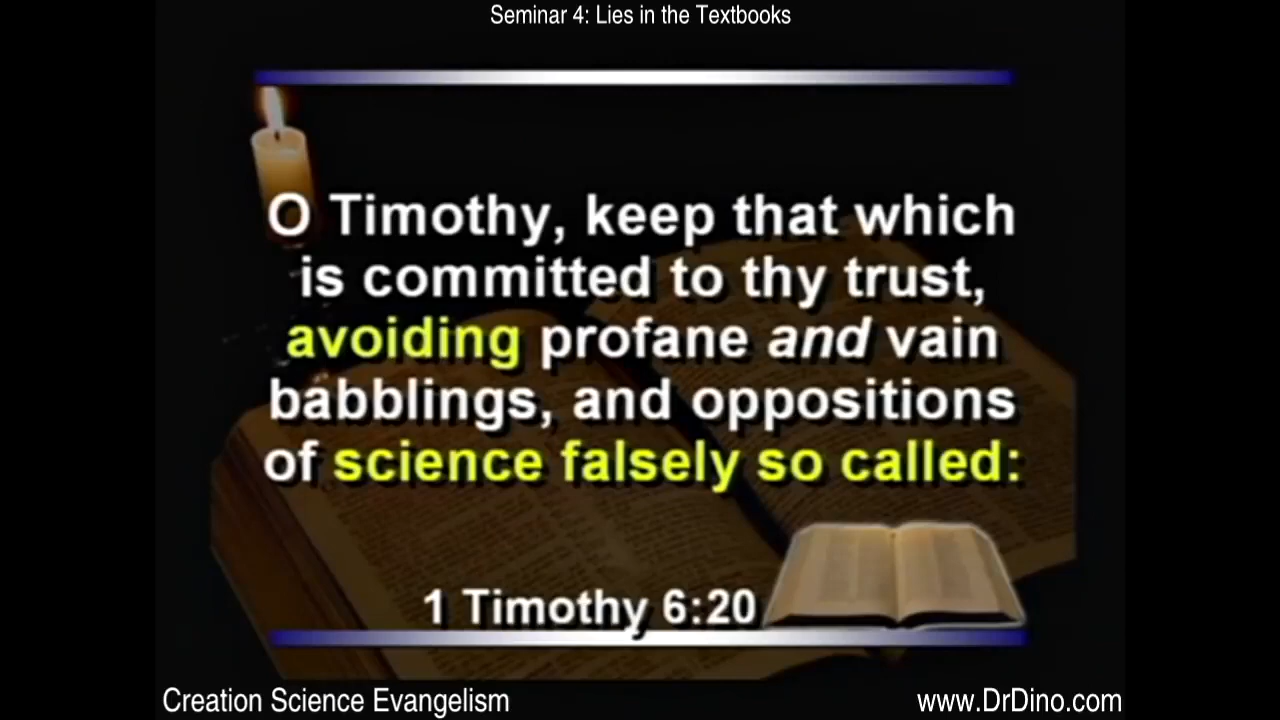 Seminar 4: Lies in the Textbooks
O Timothy, keep that which
is committed to thy trust,
avoiding profane and vain
babblings, and oppositions
of science falsely so called:
1 Timothy 6:20
Creation Science Evangelism
www.DrDino.com